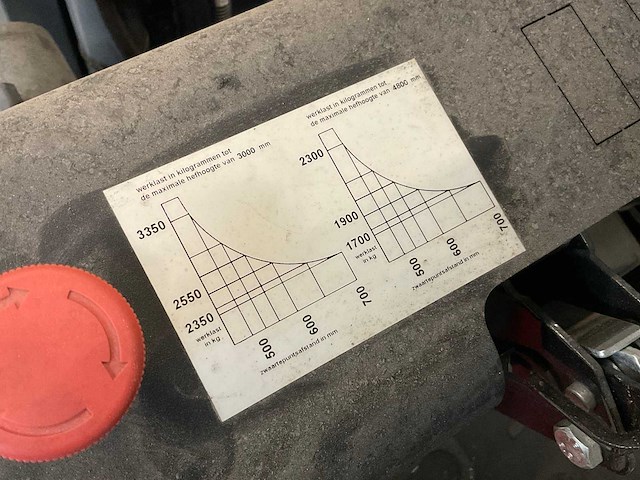 werklast in kilogrammen tot
de maximale hefhoogte van 3000 mm
3350
2550
2350
werklast
in kg
500
600
700
zwaartepuntsafstand in mm
werklast in kilogrammen tot
de maximale hefhoogte van 4800 mm
2300
1900
1700
werklast
in kg
500
600
700
zwaartepuntsafstand in mm